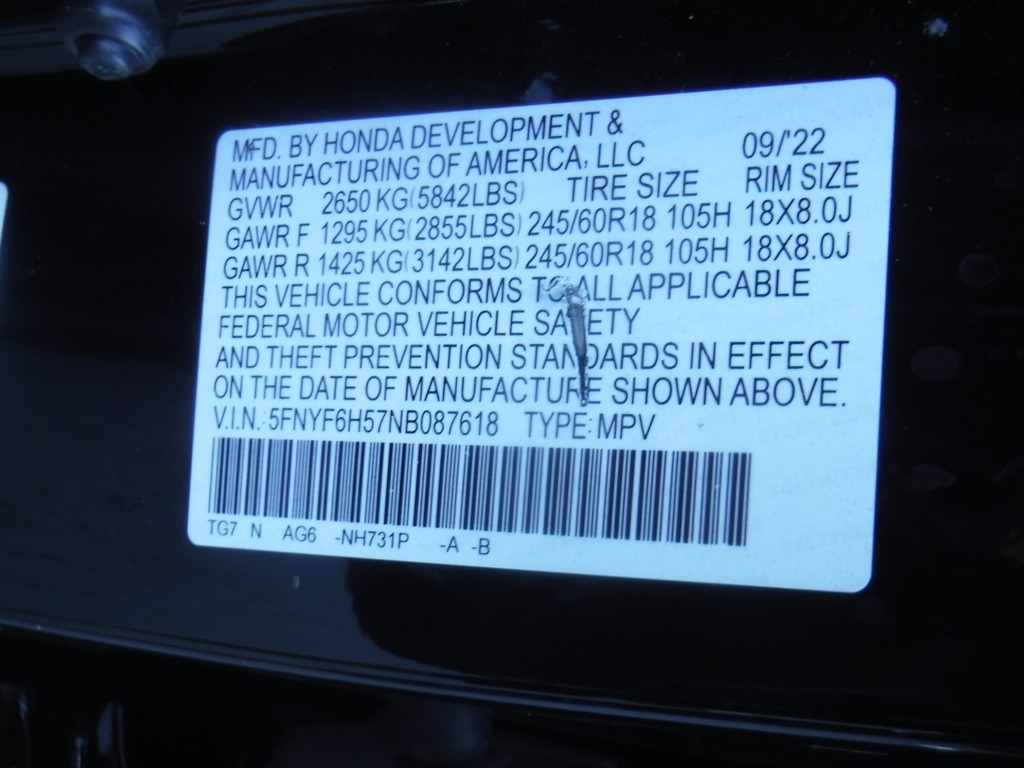 MFD. BY HONDA DEVELOPMENT &
MANUFACTURING OF AMERICA, LLC 09/'22
GVWR 2650 KG(5842LBS) TIRE SIZE RIM SIZE
GAWR F 1295 KG(2855LBS) 245/60R18 105H 18X8.0J
GAWR R 1425 KG(3142LBS) 245/60R18 105H 18X8.0J
THIS VEHICLE CONFORMS TO ALL APPLICABLE
FEDERAL MOTOR VEHICLE SAFETY
AND THEFT PREVENTION STANDARDS IN EFFECT
ON THE DATE OF MANUFACTURE SHOWN ABOVE.
V.I.N.: 5FNYF6H57NB087618 TYPE: MPV
TG7 N AG6 -NH731P -A -B